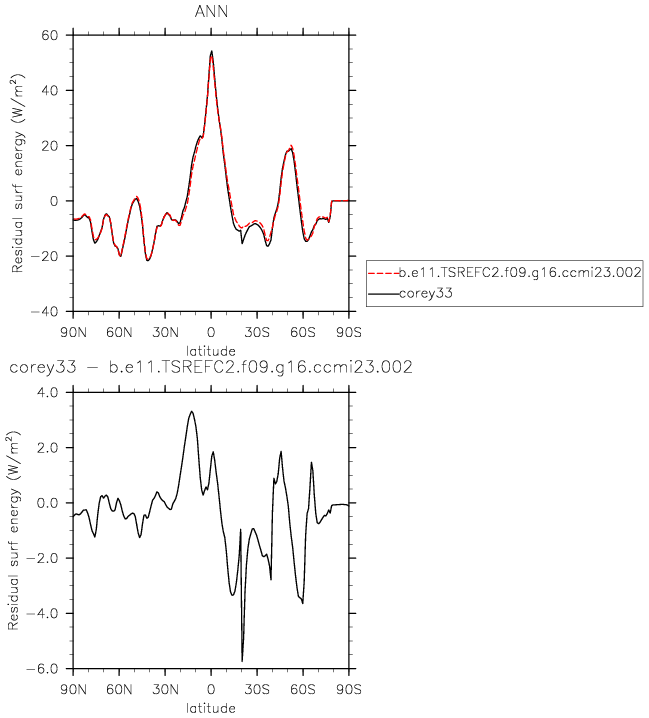 ANN
Residual surf energy (W/m²)
60
40
20
0
−20
−40
90N 60N 30N 0 30S 60S 90S
latitude
b.e11.TSREFC2.f09.g16.ccmi23.002
corey33
corey33 − b.e11.TSREFC2.f09.g16.ccmi23.002
Residual surf energy (W/m²)
4.0
2.0
0.0
−2.0
−4.0
−6.0
90N 60N 30N 0 30S 60S 90S
latitude